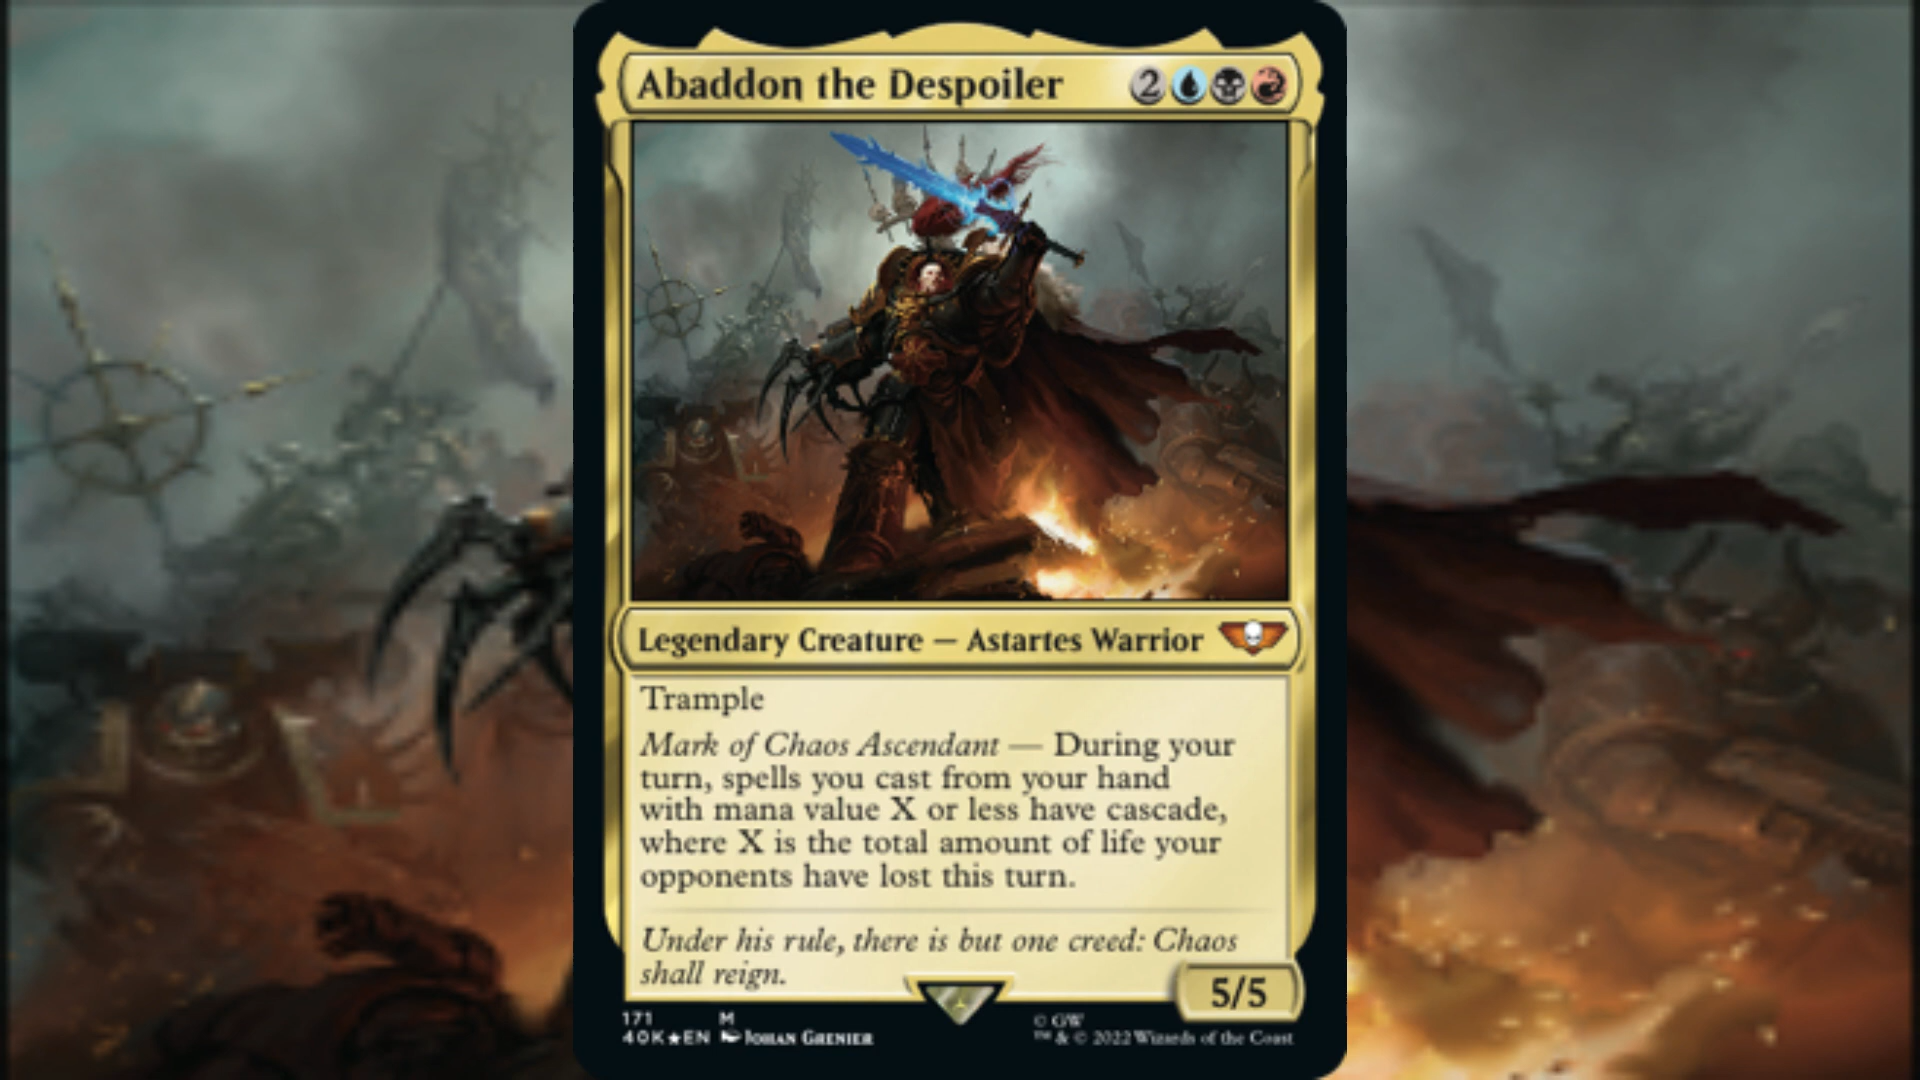 Abaddon the Despoiler 2
Legendary Creature — Astartes Warrior
Trample
Mark of Chaos Ascendant — During your
turn, spells you cast from your hand
with mana value X or less have cascade,
where X is the total amount of life your
opponents have lost this turn.
Under his rule, there is but one creed: Chaos
shall reign.
5/5
171 M
40K★EN Johan Grenier
© GW
™ & © 2022 Wizards of the Coast